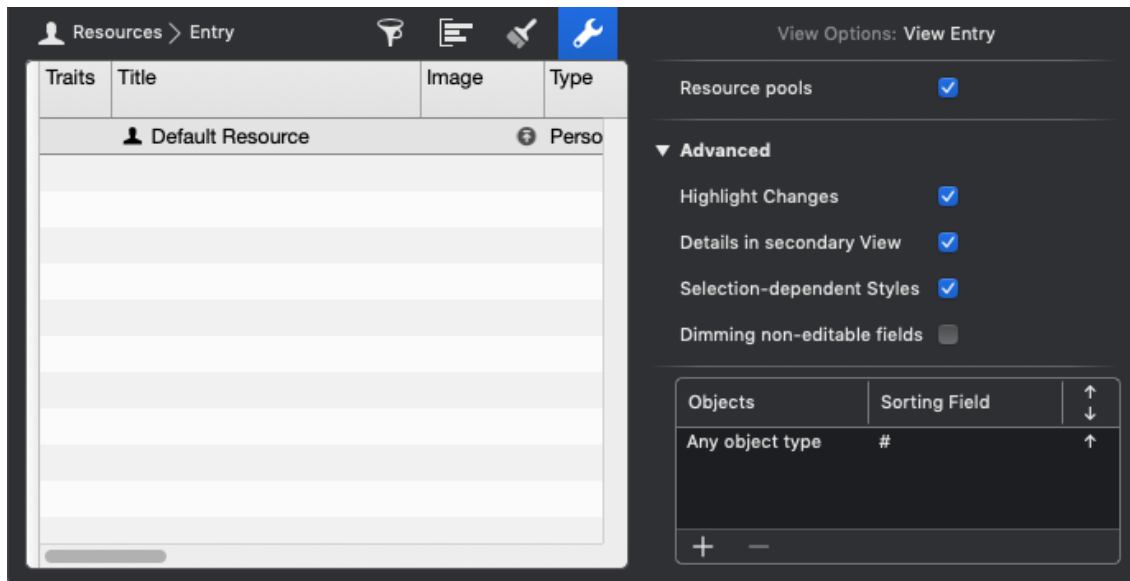 Resources > Entry
View Options: View Entry
Traits Title Image Type
Default Resource Perso
Resource pools
Advanced
Highlight Changes
Details in secondary View
Selection-dependent Styles
Dimming non-editable fields
Objects Sorting Field
Any object type #